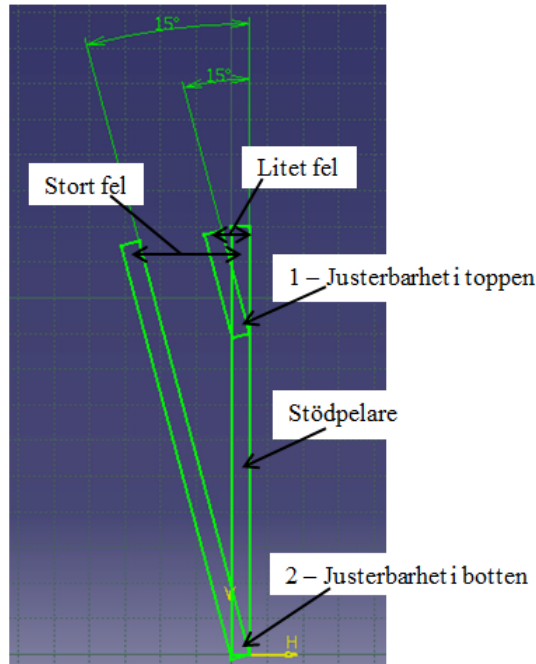 15°
15°
Litet fel
Stort fel
1 – Justerbarhet i toppen
Stödpelare
2 – Justerbarhet i botten
V
H